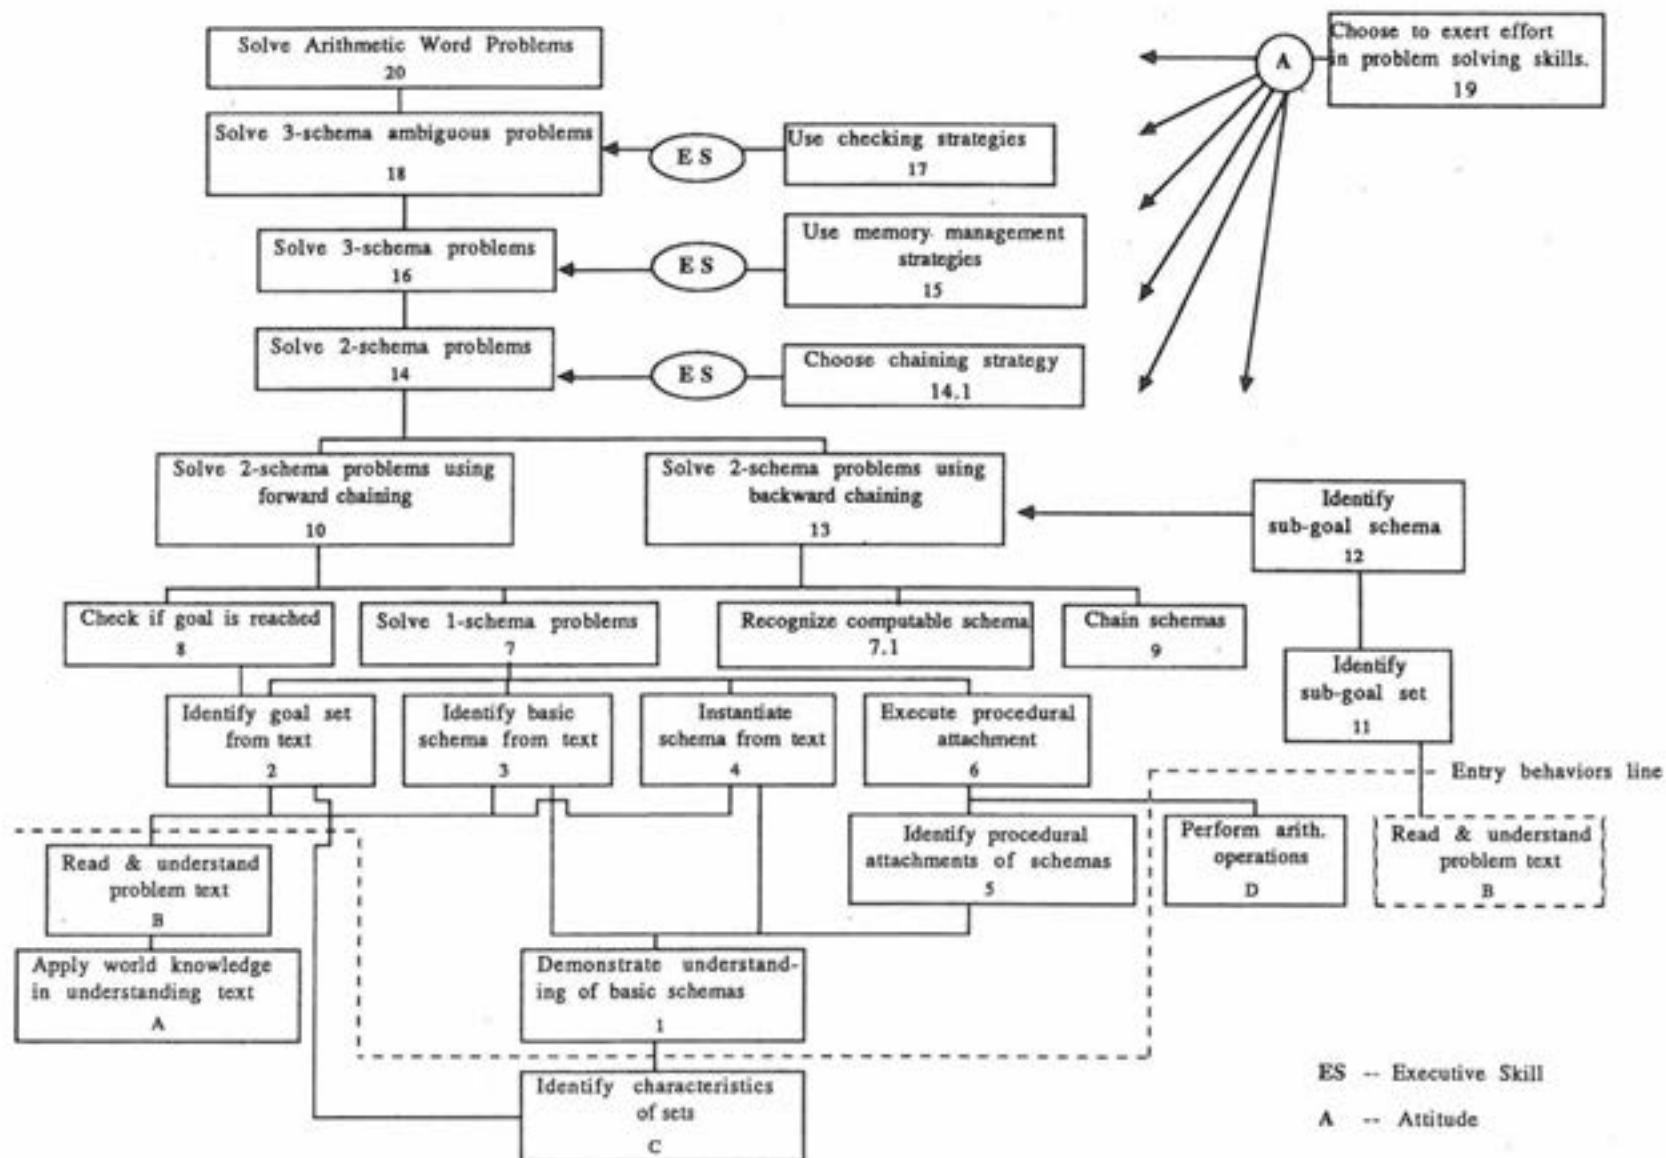 Solve Arithmetic Word Problems
20
Choose to exert effort
in problem solving skills.
19
A
Solve 3-schema ambiguous problems
18
ES
Use checking strategies
17
Solve 3-schema problems
16
ES
Use memory management
strategies
15
Solve 2-schema problems
14
ES
Choose chaining strategy
14.1
Solve 2-schema problems using
forward chaining
10
Solve 2-schema problems using
backward chaining
13
Identify
sub-goal schema
12
Check if goal is reached
8
Solve 1-schema problems
7
Recognize computable schema
7.1
Chain schemas
9
Identify
sub-goal set
11
Identify goal set
from text
2
Identify basic
schema from text
3
Instantiate
schema from text
4
Execute procedural
attachment
6
Entry behaviors line
Read & understand
problem text
B
Identify procedural
attachments of schemas
5
Perform arith.
operations
D
Read & understand
problem text
B
Apply world knowledge
in understanding text
A
Demonstrate understand-
ing of basic schemas
1
Identify characteristics
of sets
C
ES -- Executive Skill
A -- Attitude